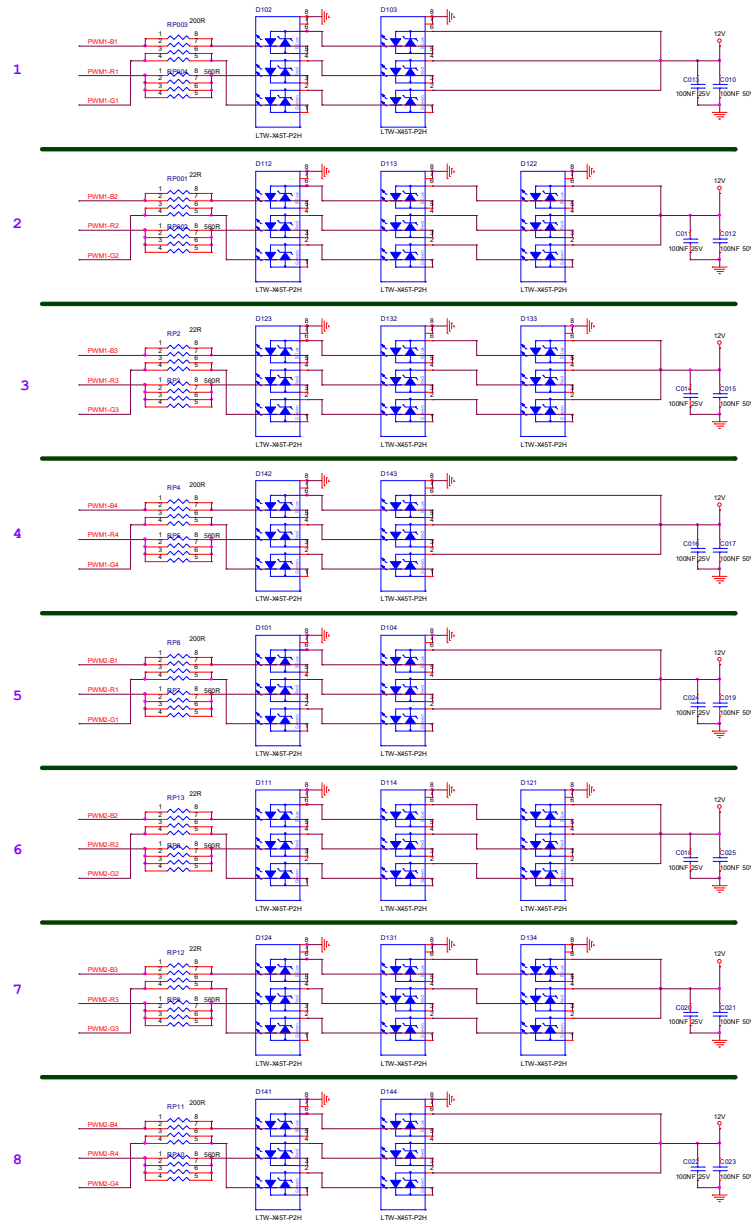 1
PWM1-B1
PWM1-R1
PWM1-G1
RP003 200R
RP004 560R
D102
LTW-X45T-P2H
D103
LTW-X45T-P2H
12V
C013
100NF 25V
C010
100NF 50V
2
PWM1-B2
PWM1-R2
PWM1-G2
RP001 22R
RP002 560R
D112
LTW-X45T-P2H
D113
LTW-X45T-P2H
D122
LTW-X45T-P2H
12V
C011
100NF 25V
C012
100NF 50V
3
PWM1-B3
PWM1-R3
PWM1-G3
RP2 22R
RP3 560R
D123
LTW-X45T-P2H
D132
LTW-X45T-P2H
D133
LTW-X45T-P2H
12V
C014
100NF 25V
C015
100NF 50V
4
PWM1-B4
PWM1-R4
PWM1-G4
RP4 200R
RP5 560R
D142
LTW-X45T-P2H
D143
LTW-X45T-P2H
12V
C016
100NF 25V
C017
100NF 50V
5
PWM2-B1
PWM2-R1
PWM2-G1
RP8 200R
RP7 560R
D101
LTW-X45T-P2H
D104
LTW-X45T-P2H
12V
C024
100NF 25V
C019
100NF 50V
6
PWM2-B2
PWM2-R2
PWM2-G2
RP13 22R
RP6 560R
D111
LTW-X45T-P2H
D114
LTW-X45T-P2H
D121
LTW-X45T-P2H
12V
C018
100NF 25V
C025
100NF 50V
7
PWM2-B3
PWM2-R3
PWM2-G3
RP12 22R
RP9 560R
D124
LTW-X45T-P2H
D131
LTW-X45T-P2H
D134
LTW-X45T-P2H
12V
C020
100NF 25V
C021
100NF 50V
8
PWM2-B4
PWM2-R4
PWM2-G4
RP11 200R
RP10 560R
D141
LTW-X45T-P2H
D144
LTW-X45T-P2H
12V
C022
100NF 25V
C023
100NF 50V